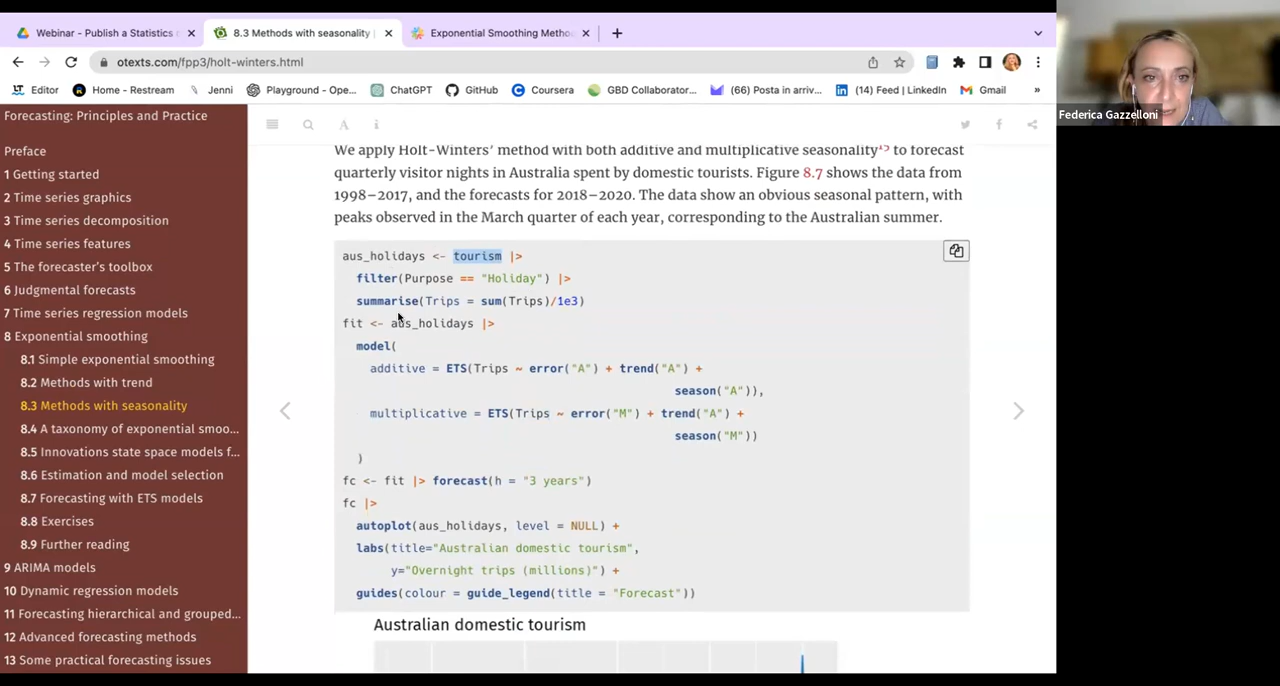 Webinar - Publish a Statistics
8.3 Methods with seasonality |
Exponential Smoothing Metho
otexts.com/fpp3/holt-winters.html
Editor
Home - Restream
Jenni
Playground - Ope...
ChatGPT
GitHub
Coursera
GBD Collaborator...
(66) Posta in arriv...
(14) Feed | LinkedIn
Gmail
»
Federica Gazzelloni
Forecasting: Principles and Practice
Preface
1 Getting started
2 Time series graphics
3 Time series decomposition
4 Time series features
5 The forecaster's toolbox
6 Judgmental forecasts
7 Time series regression models
8 Exponential smoothing
8.1 Simple exponential smoothing
8.2 Methods with trend
8.3 Methods with seasonality
8.4 A taxonomy of exponential smoo...
8.5 Innovations state space models f...
8.6 Estimation and model selection
8.7 Forecasting with ETS models
8.8 Exercises
8.9 Further reading
9 ARIMA models
10 Dynamic regression models
11 Forecasting hierarchical and grouped...
12 Advanced forecasting methods
13 Some practical forecasting issues
We apply Holt-Winters' method with both additive and multiplicative seasonality15 to forecast
quarterly visitor nights in Australia spent by domestic tourists. Figure 8.7 shows the data from
1998–2017, and the forecasts for 2018–2020. The data show an obvious seasonal pattern, with
peaks observed in the March quarter of each year, corresponding to the Australian summer.
aus_holidays <- tourism |>
filter(Purpose == "Holiday") |>
summarise(Trips = sum(Trips)/1e3)
fit <- aus_holidays |>
model(
additive = ETS(Trips ~ error("A") + trend("A") +
season("A")),
multiplicative = ETS(Trips ~ error("M") + trend("A") +
season("M"))
)
fc <- fit |> forecast(h = "3 years")
fc |>
autoplot(aus_holidays, level = NULL) +
labs(title="Australian domestic tourism",
y="Overnight trips (millions)") +
guides(colour = guide_legend(title = "Forecast"))
Australian domestic tourism